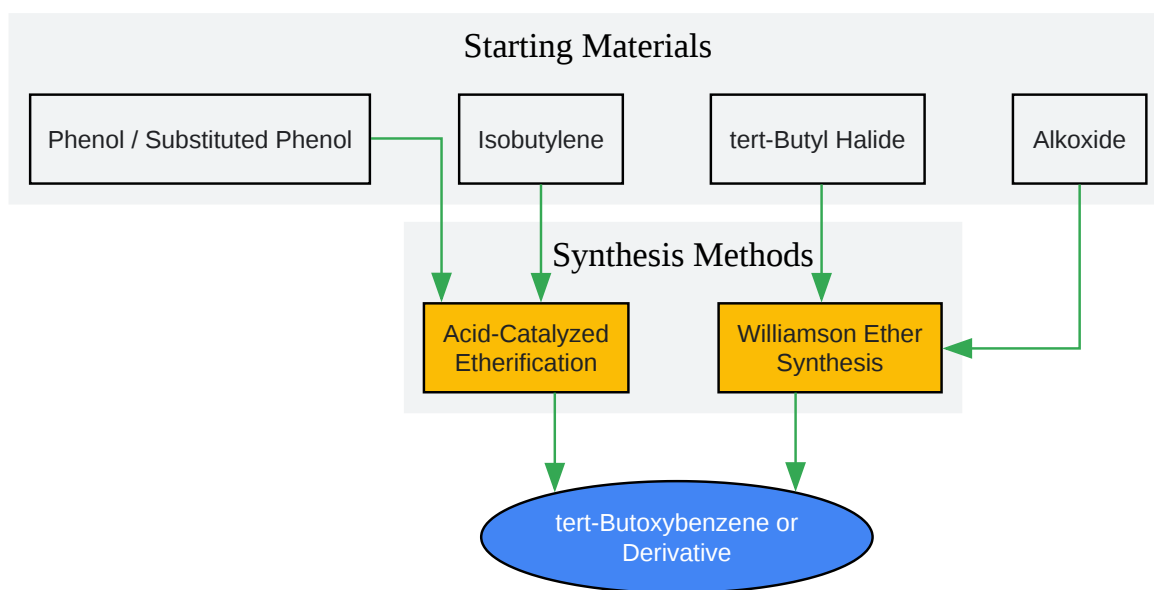 Starting Materials
Phenol / Substituted Phenol
Isobutylene
tert-Butyl Halide
Alkoxide
Synthesis Methods
Acid-Catalyzed
Etherification
Williamson Ether
Synthesis
tert-Butoxybenzene or
Derivative